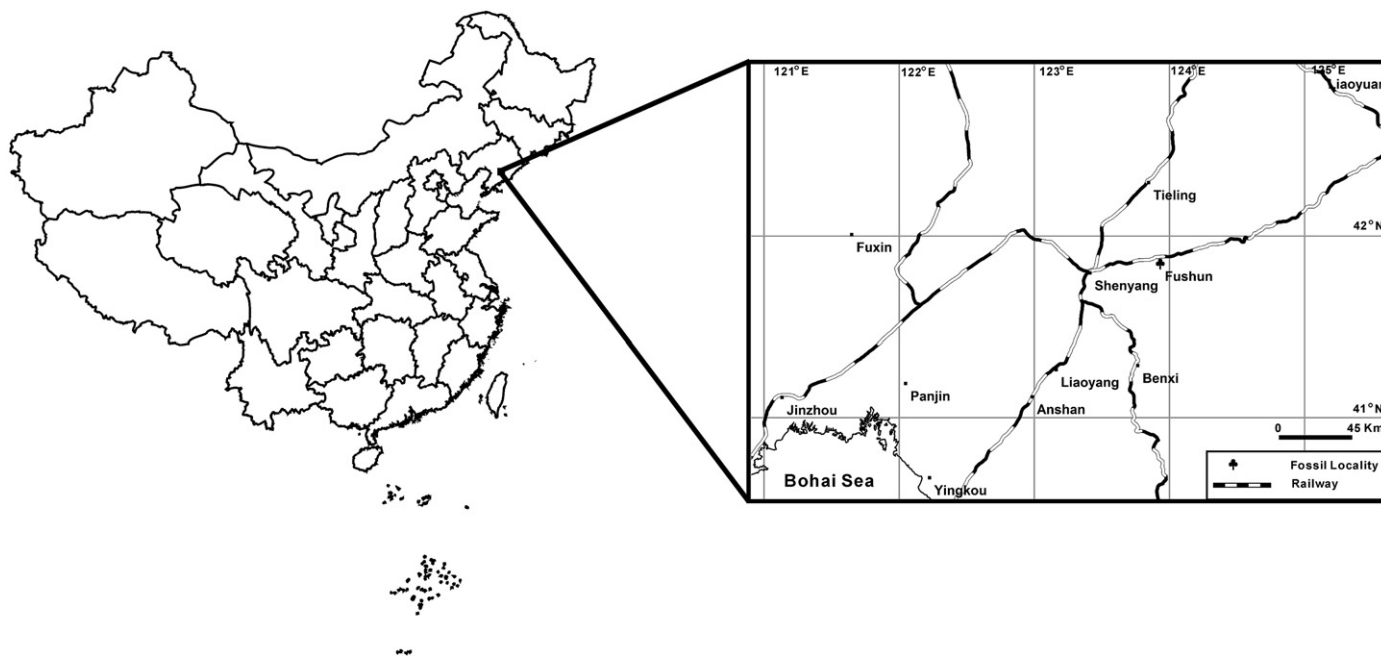 121°E 122°E 123°E 124°E 125°E
Liaoyuan
Tieling
42°N
Fuxin
Fushun
Shenyang
Liaoyang
Benxi
Panjin
Jinzhou
Anshan
41°N
0 45 Km
Fossil Locality
Railway
Bohai Sea
Yingkou